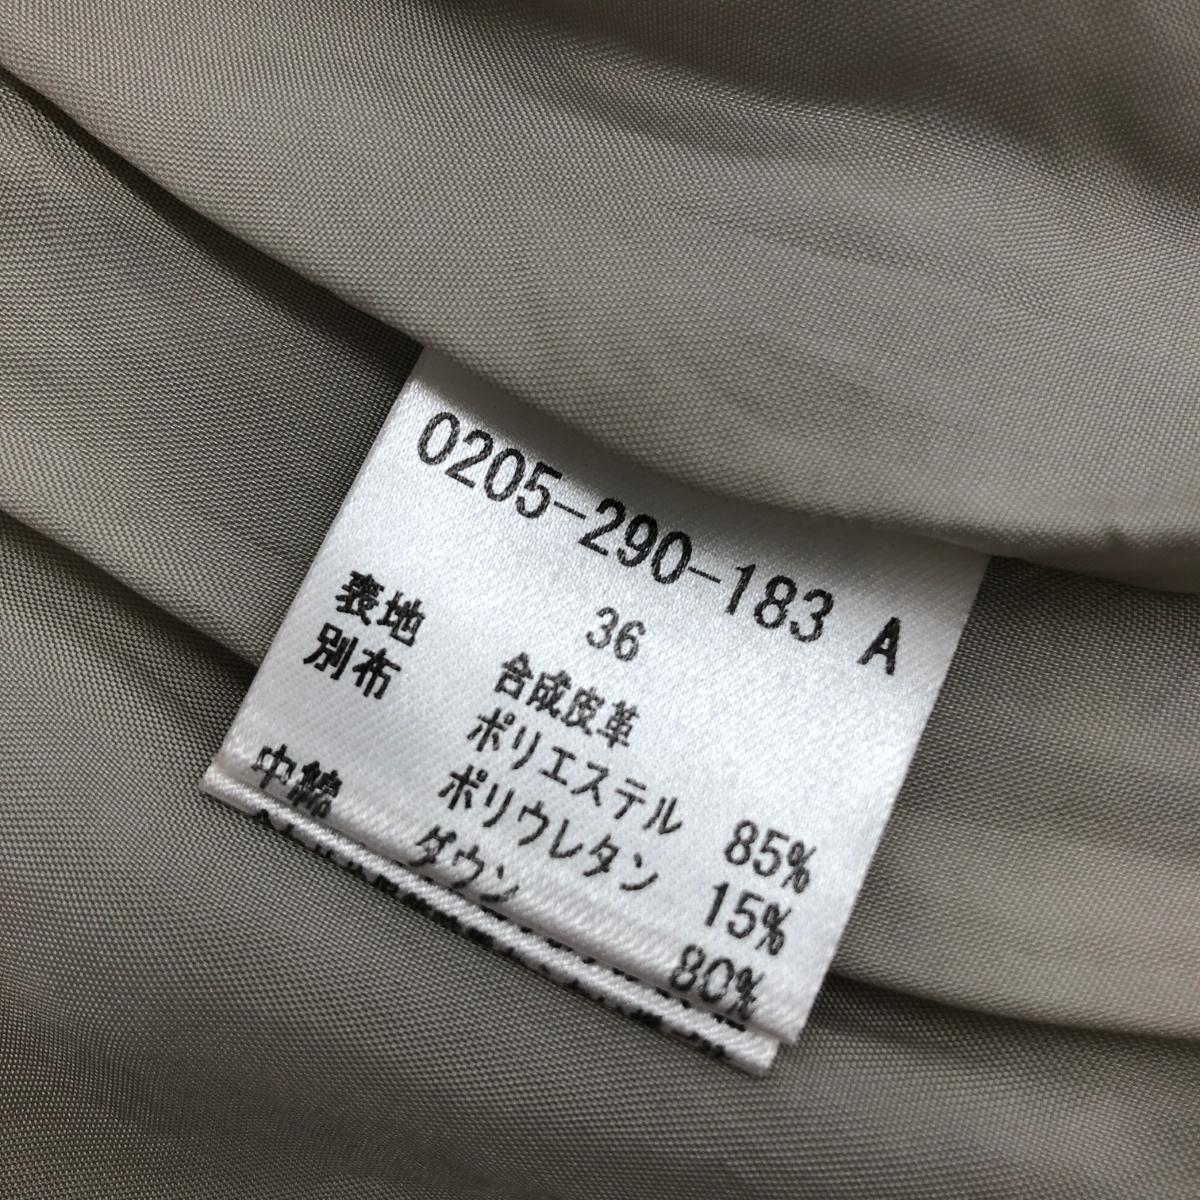 0205-290-183 A
36
表地 合成皮革
別布 ポリエステル 85%
ポリウレタン 15%
中綿 ダウン 80%